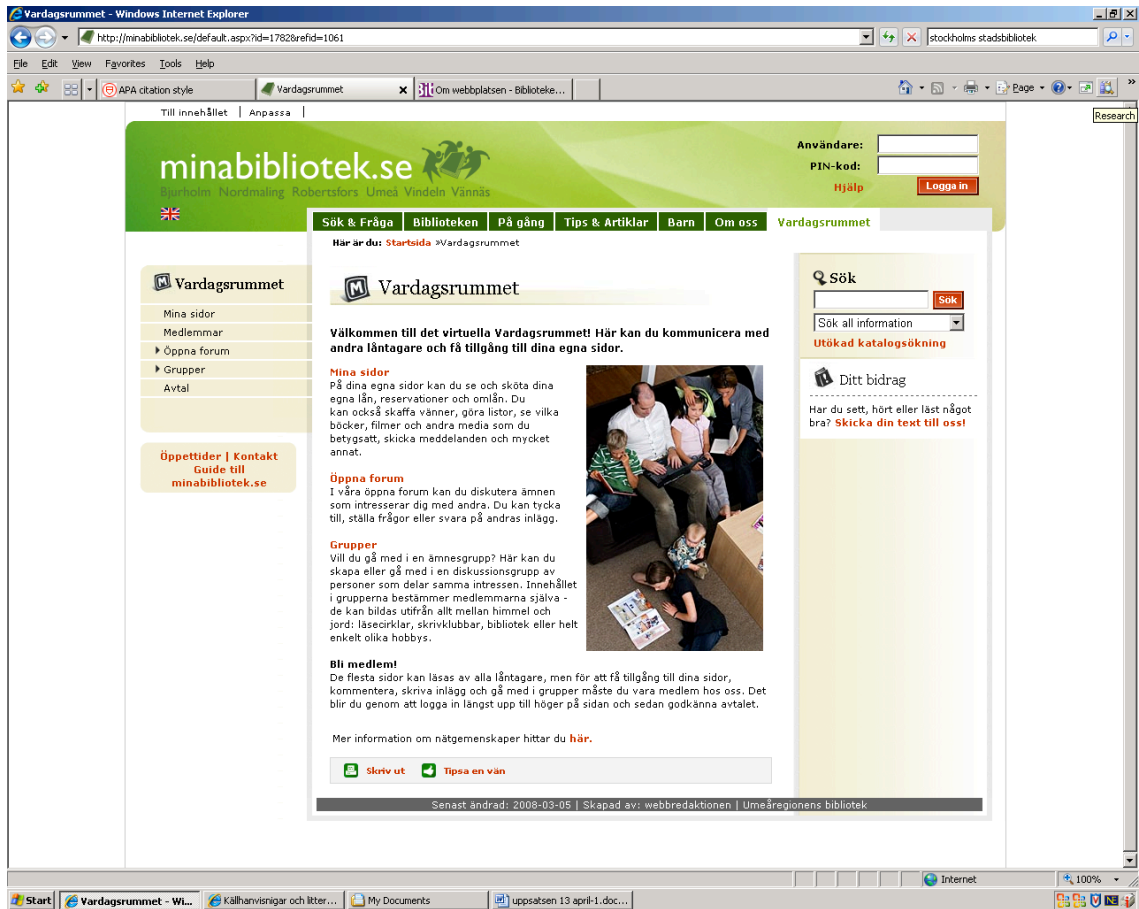 Vardagsrummet - Windows Internet Explorer
http://minabibliotek.se/default.aspx?id=1782&refid=1061
stockholms stadsbibliotek
File Edit View Favorites Tools Help
APA citation style
Vardagsrummet
Om webbplatsen - Biblioteke...
Page
Research
Till innehållet | Anpassa |
minabibliotek.se
Bjurholm Nordmaling Robertsfors Umeå Vindeln Vännäs
Användare:
PIN-kod:
Hjälp
Logga in
Sök & Fråga
Biblioteken
På gång
Tips & Artiklar
Barn
Om oss
Vardagsrummet
Här är du: Startsida »Vardagsrummet
Vardagsrummet
Mina sidor
Medlemmar
Öppna forum
Grupper
Avtal
Öppettider | Kontakt
Guide till
minabibliotek.se
Vardagsrummet
Välkommen till det virtuella Vardagsrummet! Här kan du kommunicera med
andra låntagare och få tillgång till dina egna sidor.
Mina sidor
På dina egna sidor kan du se och sköta dina
egna lån, reservationer och omlån. Du
kan också skaffa vänner, göra listor, se vilka
böcker, filmer och andra media som du
betygsatt, skicka meddelanden och mycket
annat.
Öppna forum
I våra öppna forum kan du diskutera ämnen
som intresserar dig med andra. Du kan tycka
till, ställa frågor eller svara på andras inlägg.
Grupper
Vill du gå med i en ämnesgrupp? Här kan du
skapa eller gå med i en diskussionsgrupp av
personer som delar samma intressen. Innehållet
i grupperna bestämmer medlemmarna själva -
de kan bildas utifrån allt mellan himmel och
jord: läsecirklar, skrivklubbar, bibliotek eller helt
enkelt olika hobbys.
Bli medlem!
De flesta sidor kan läsas av alla låntagare, men för att få tillgång till dina sidor,
kommentera, skriva inlägg och gå med i grupper måste du vara medlem hos oss. Det
blir du genom att logga in längst upp till höger på sidan och sedan godkänna avtalet.
Mer information om nätgemenskaper hittar du här.
Skriv ut
Tipsa en vän
Senast ändrad: 2008-03-05 | Skapad av: webbredaktionen | Umeåregionens bibliotek
Sök
Sök
Sök all information
Utökad katalogsökning
Ditt bidrag
Har du sett, hört eller läst något
bra? Skicka din text till oss!
Internet
100%
Start
Vardagsrummet - Wi...
Källhanvisnigar och litter...
My Documents
uppsatsen 13 april-1.doc...